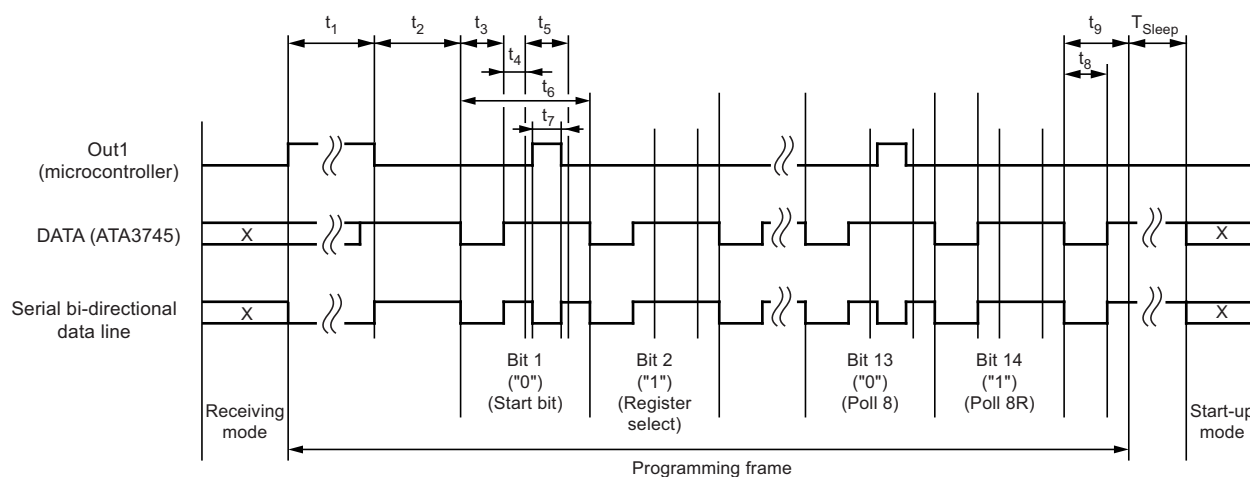 t1
t2
t3
t5
t9
TSleep
t4
t8
t6
t7
Out1
(microcontroller)
DATA (ATA3745)
X
X
Serial bi-directional
data line
X
X
Bit 1
("0")
(Start bit)
Bit 2
("1")
(Register
select)
Bit 13
("0")
(Poll 8)
Bit 14
("1")
(Poll 8R)
Receiving
mode
Start-up
mode
Programming frame